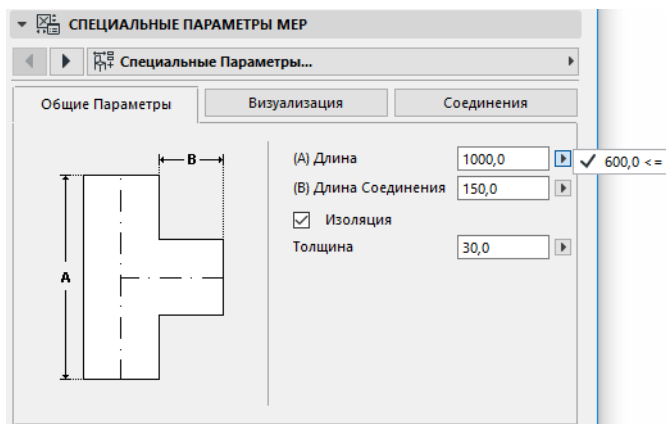 СПЕЦИАЛЬНЫЕ ПАРАМЕТРЫ МЕР
Специальные Параметры...
Общие Параметры Визуализация Соединения
B
(A) Длина 1000,0 600,0 <=
(B) Длина Соединения 150,0
Изоляция
Толщина 30,0
A